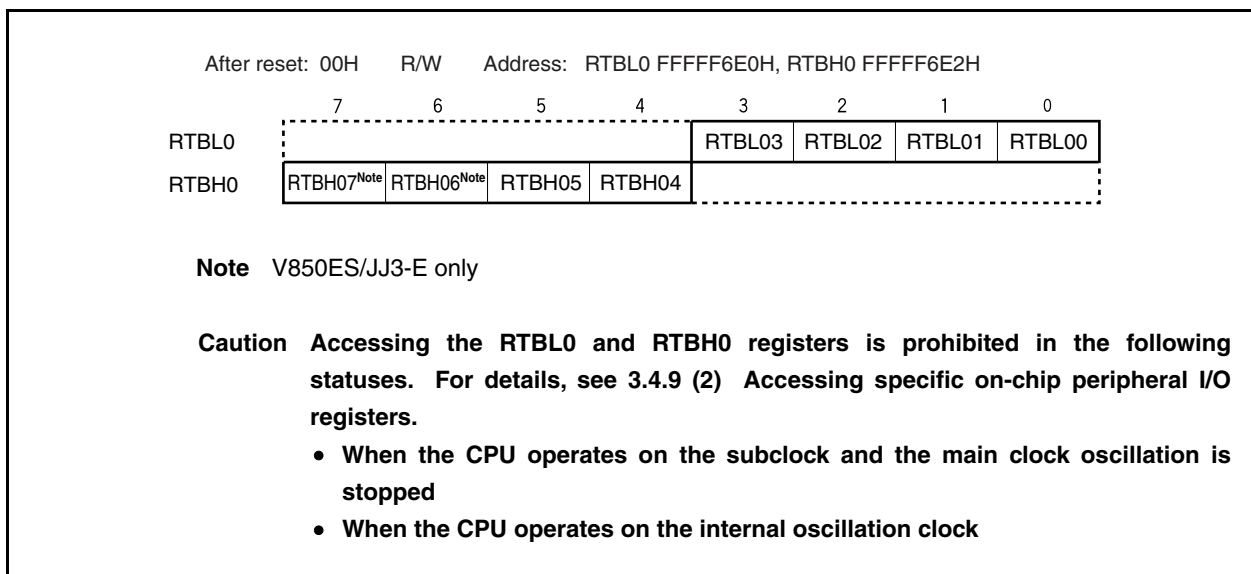 After reset: 00H R/W Address: RTBL0 FFFFF6E0H, RTBH0 FFFFF6E2H
7 6 5 4 3 2 1 0
RTBL0 RTBL03 RTBL02 RTBL01 RTBL00
RTBH0 RTBH07Note RTBH06Note RTBH05 RTBH04
Note V850ES/JJ3-E only
Caution Accessing the RTBL0 and RTBH0 registers is prohibited in the following
statuses. For details, see 3.4.9 (2) Accessing specific on-chip peripheral I/O
registers.
• When the CPU operates on the subclock and the main clock oscillation is
stopped
• When the CPU operates on the internal oscillation clock